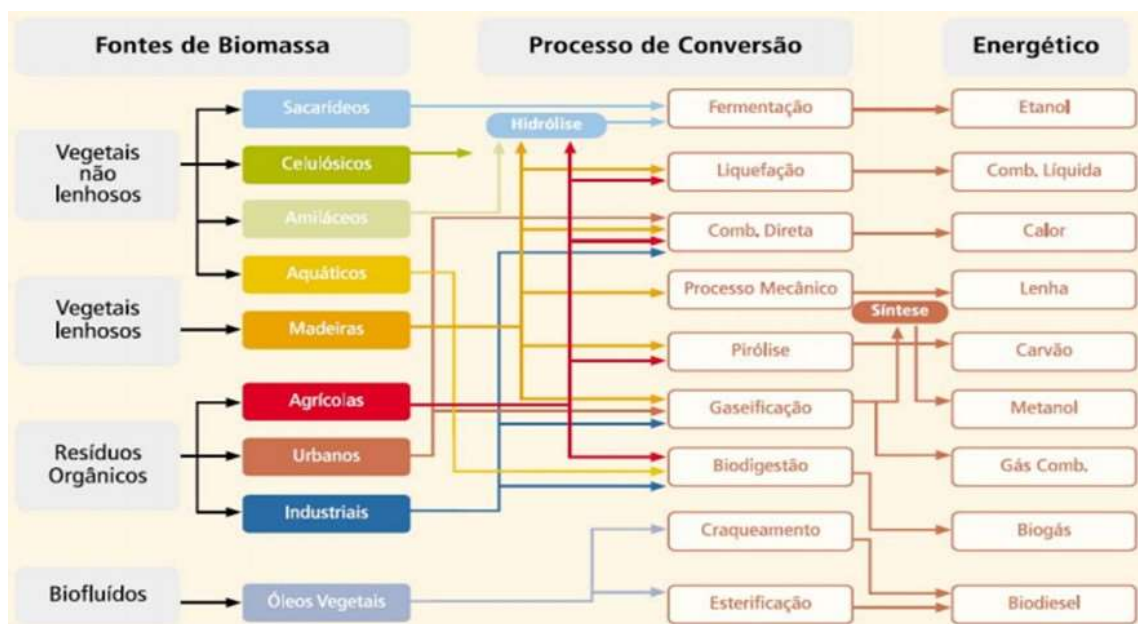 Fontes de Biomassa
Processo de Conversão
Energético
Vegetais
não
lenhosos
Vegetais
lenhosos
Resíduos
Orgânicos
Biofluídos
Sacarídeos
Celulósicos
Amiláceos
Aquáticos
Madeiras
Agrícolas
Urbanos
Industriais
Óleos Vegetais
Hidrólise
Fermentação
Liquefação
Comb. Direta
Processo Mecânico
Pirólise
Gaseificação
Biodigestão
Craqueamento
Esterificação
Síntese
Etanol
Comb. Líquida
Calor
Lenha
Carvão
Metanol
Gás Comb.
Biogás
Biodiesel